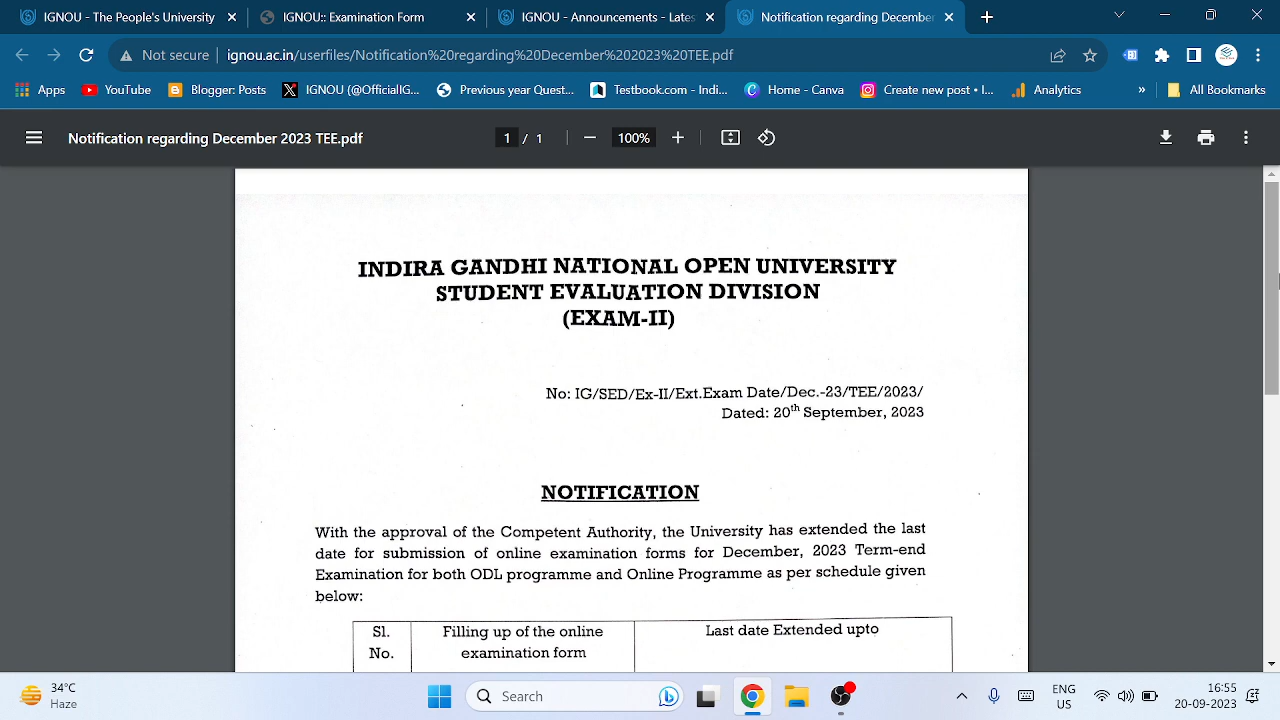 IGNOU - The People's University
IGNOU:: Examination Form
IGNOU - Announcements - Lates
Notification regarding December
Not secure
ignou.ac.in/userfiles/Notification%20regarding%20December%202023%20TEE.pdf
Apps
YouTube
Blogger: Posts
IGNOU (@OfficialIG...
Previous year Quest...
Testbook.com - Indi...
Home - Canva
Create new post • I...
Analytics
»
All Bookmarks
Notification regarding December 2023 TEE.pdf
1 / 1
100%
INDIRA GANDHI NATIONAL OPEN UNIVERSITY
STUDENT EVALUATION DIVISION
(EXAM-II)
No: IG/SED/Ex-II/Ext.Exam Date/Dec.-23/TEE/2023/
Dated: 20th September, 2023
NOTIFICATION
With the approval of the Competent Authority, the University has extended the last
date for submission of online examination forms for December, 2023 Term-end
Examination for both ODL programme and Online Programme as per schedule given
below:
Sl. No.
Filling up of the online examination form
Last date Extended upto
34°C
Haze
Search
ENG
US
16:55
20-09-2023